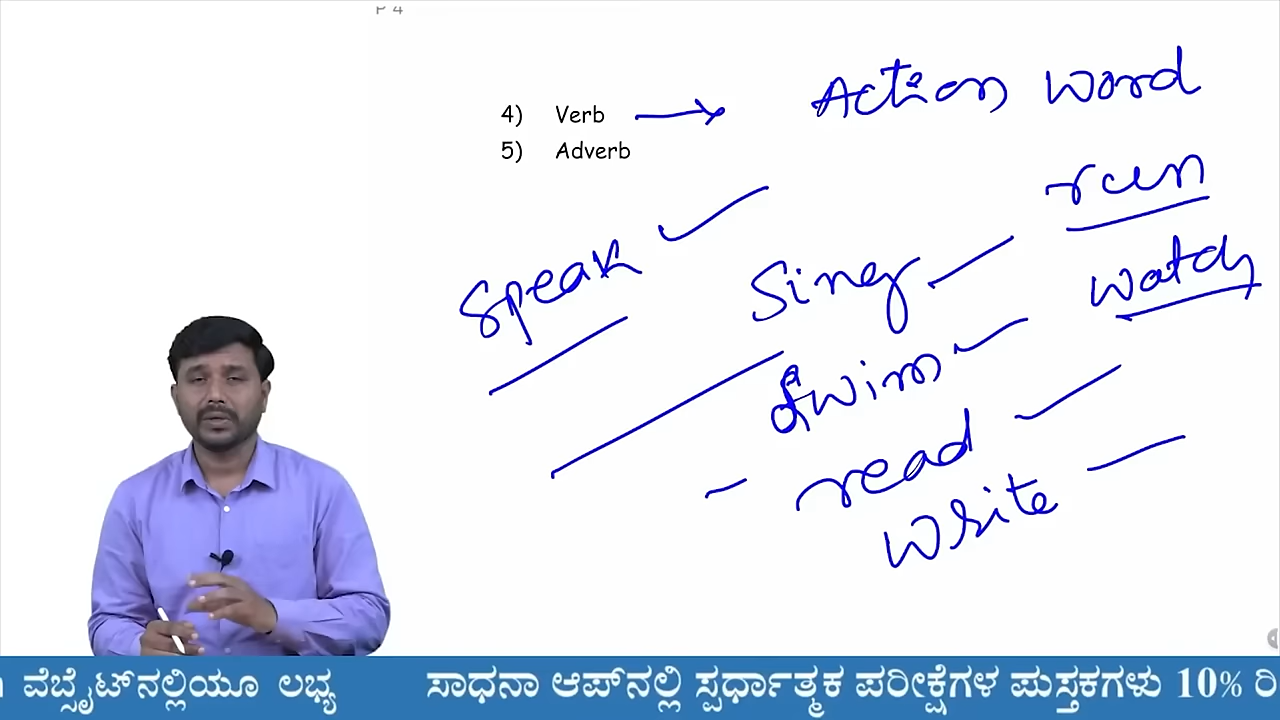 4) Verb → Action word
5) Adverb
run
Speak
Sing
watch
Swim
read
write
ವೆಬ್ಸೈಟ್‌ನಲ್ಲಿಯೂ ಲಭ್ಯ ಸಾಧನಾ ಆಪ್‌ನಲ್ಲಿ ಸ್ಪರ್ಧಾತ್ಮಕ ಪರೀಕ್ಷೆಗಳ ಪುಸ್ತಕಗಳು 10% ರಿ